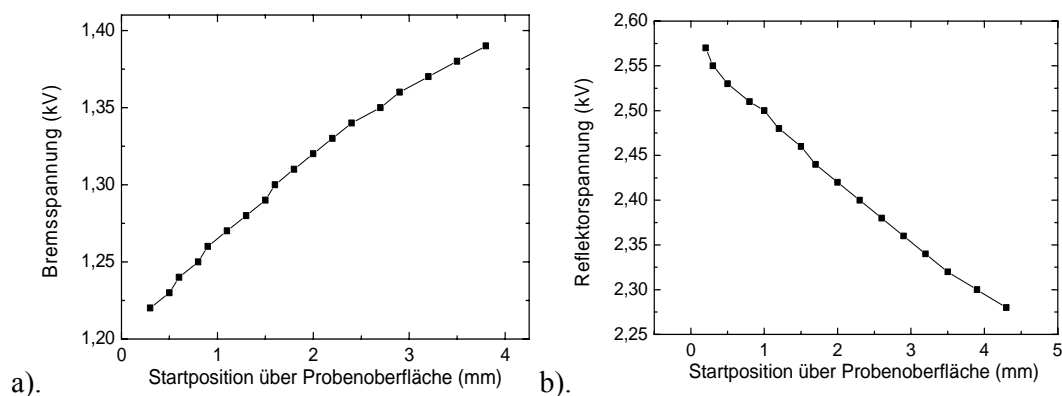 1,40
1,35
1,30
1,25
1,20
Bremsspannung (kV)
0 1 2 3 4
Startposition über Probenoberfläche (mm)
a).
2,60
2,55
2,50
2,45
2,40
2,35
2,30
2,25
Reflektorspannung (kV)
0 1 2 3 4 5
Startposition über Probenoberfläche (mm)
b).